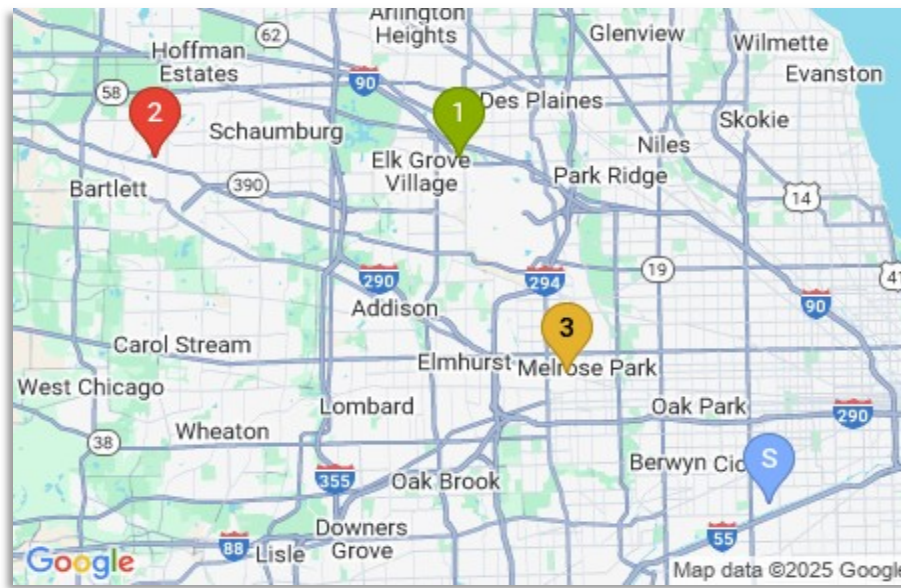 Arlington
Heights
Glenview
Wilmette
Evanston
62
Hoffman
Estates
90
58
2
1
Des Plaines
Skokie
Schaumburg
Niles
Elk Grove
Village
Park Ridge
Bartlett
390
14
19
41
290
294
90
Addison
3
Carol Stream
Elmhurst
Melrose Park
West Chicago
Lombard
Oak Park
290
38
Wheaton
Berwyn
S
355
Oak Brook
Downers
Grove
55
88
Lisle
Google
Map data ©2025 Google